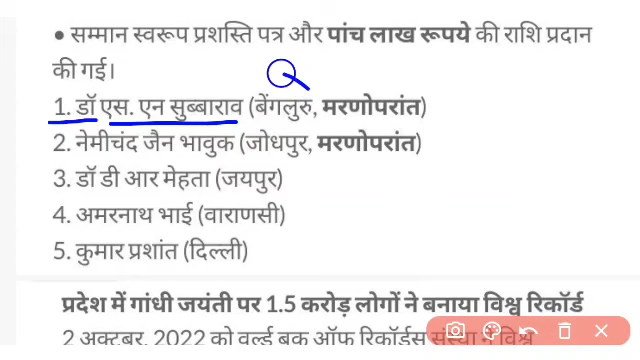 • सम्मान स्वरूप प्रशस्ति पत्र और पांच लाख रूपये की राशि प्रदान
की गई।
1. डॉ एस. एन सुब्बाराव (बेंगलुरु, मरणोपरांत)
2. नेमीचंद जैन भावुक (जोधपुर, मरणोपरांत)
3. डॉ डी आर मेहता (जयपुर)
4. अमरनाथ भाई (वाराणसी)
5. कुमार प्रशांत (दिल्ली)
प्रदेश में गांधी जयंती पर 1.5 करोड़ लोगों ने बनाया विश्व रिकॉर्ड
2 अक्टूबर, 2022 को वर्ल्ड बुक ऑफ रिकॉर्ड्स संस्था ने विश्व